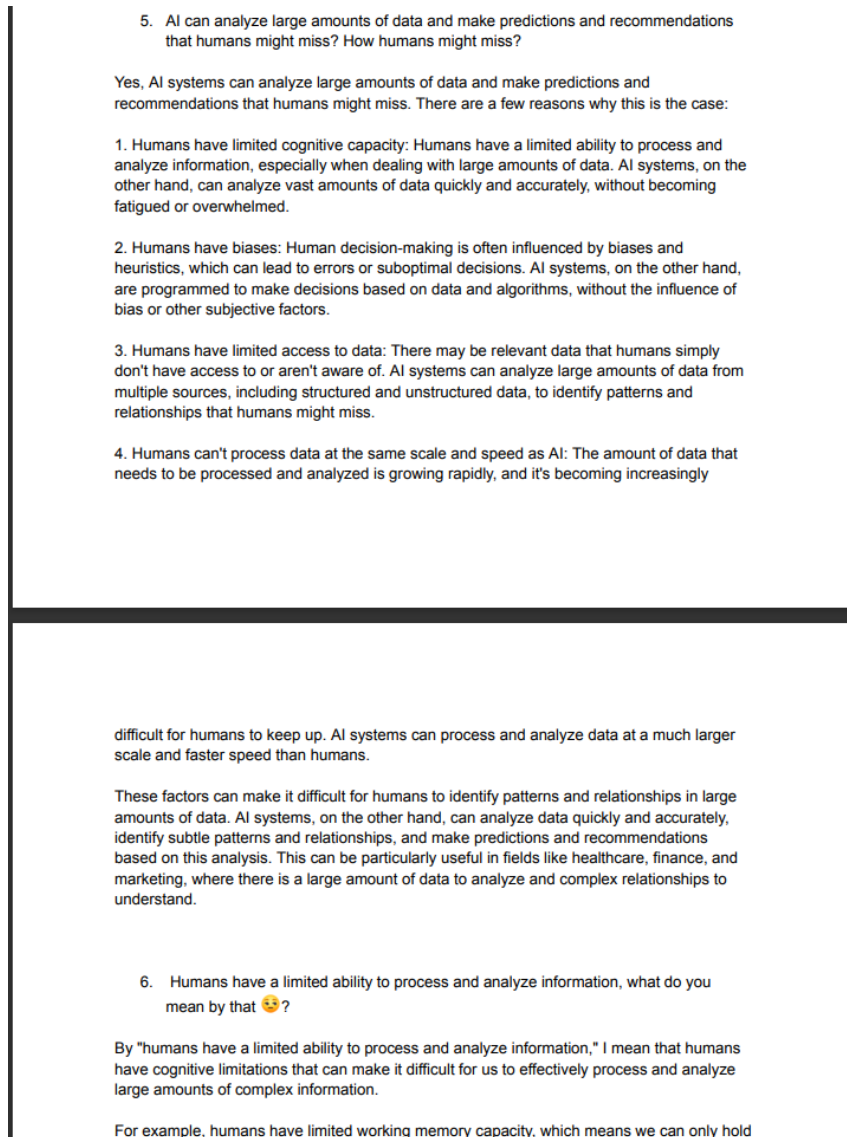 5. AI can analyze large amounts of data and make predictions and recommendations
that humans might miss? How humans might miss?
Yes, AI systems can analyze large amounts of data and make predictions and
recommendations that humans might miss. There are a few reasons why this is the case:
1. Humans have limited cognitive capacity: Humans have a limited ability to process and
analyze information, especially when dealing with large amounts of data. AI systems, on the
other hand, can analyze vast amounts of data quickly and accurately, without becoming
fatigued or overwhelmed.
2. Humans have biases: Human decision-making is often influenced by biases and
heuristics, which can lead to errors or suboptimal decisions. AI systems, on the other hand,
are programmed to make decisions based on data and algorithms, without the influence of
bias or other subjective factors.
3. Humans have limited access to data: There may be relevant data that humans simply
don't have access to or aren't aware of. AI systems can analyze large amounts of data from
multiple sources, including structured and unstructured data, to identify patterns and
relationships that humans might miss.
4. Humans can't process data at the same scale and speed as AI: The amount of data that
needs to be processed and analyzed is growing rapidly, and it's becoming increasingly
difficult for humans to keep up. AI systems can process and analyze data at a much larger
scale and faster speed than humans.
These factors can make it difficult for humans to identify patterns and relationships in large
amounts of data. AI systems, on the other hand, can analyze data quickly and accurately,
identify subtle patterns and relationships, and make predictions and recommendations
based on this analysis. This can be particularly useful in fields like healthcare, finance, and
marketing, where there is a large amount of data to analyze and complex relationships to
understand.
6. Humans have a limited ability to process and analyze information, what do you
mean by that 😏?
By "humans have a limited ability to process and analyze information," I mean that humans
have cognitive limitations that can make it difficult for us to effectively process and analyze
large amounts of complex information.
For example, humans have limited working memory capacity, which means we can only hold